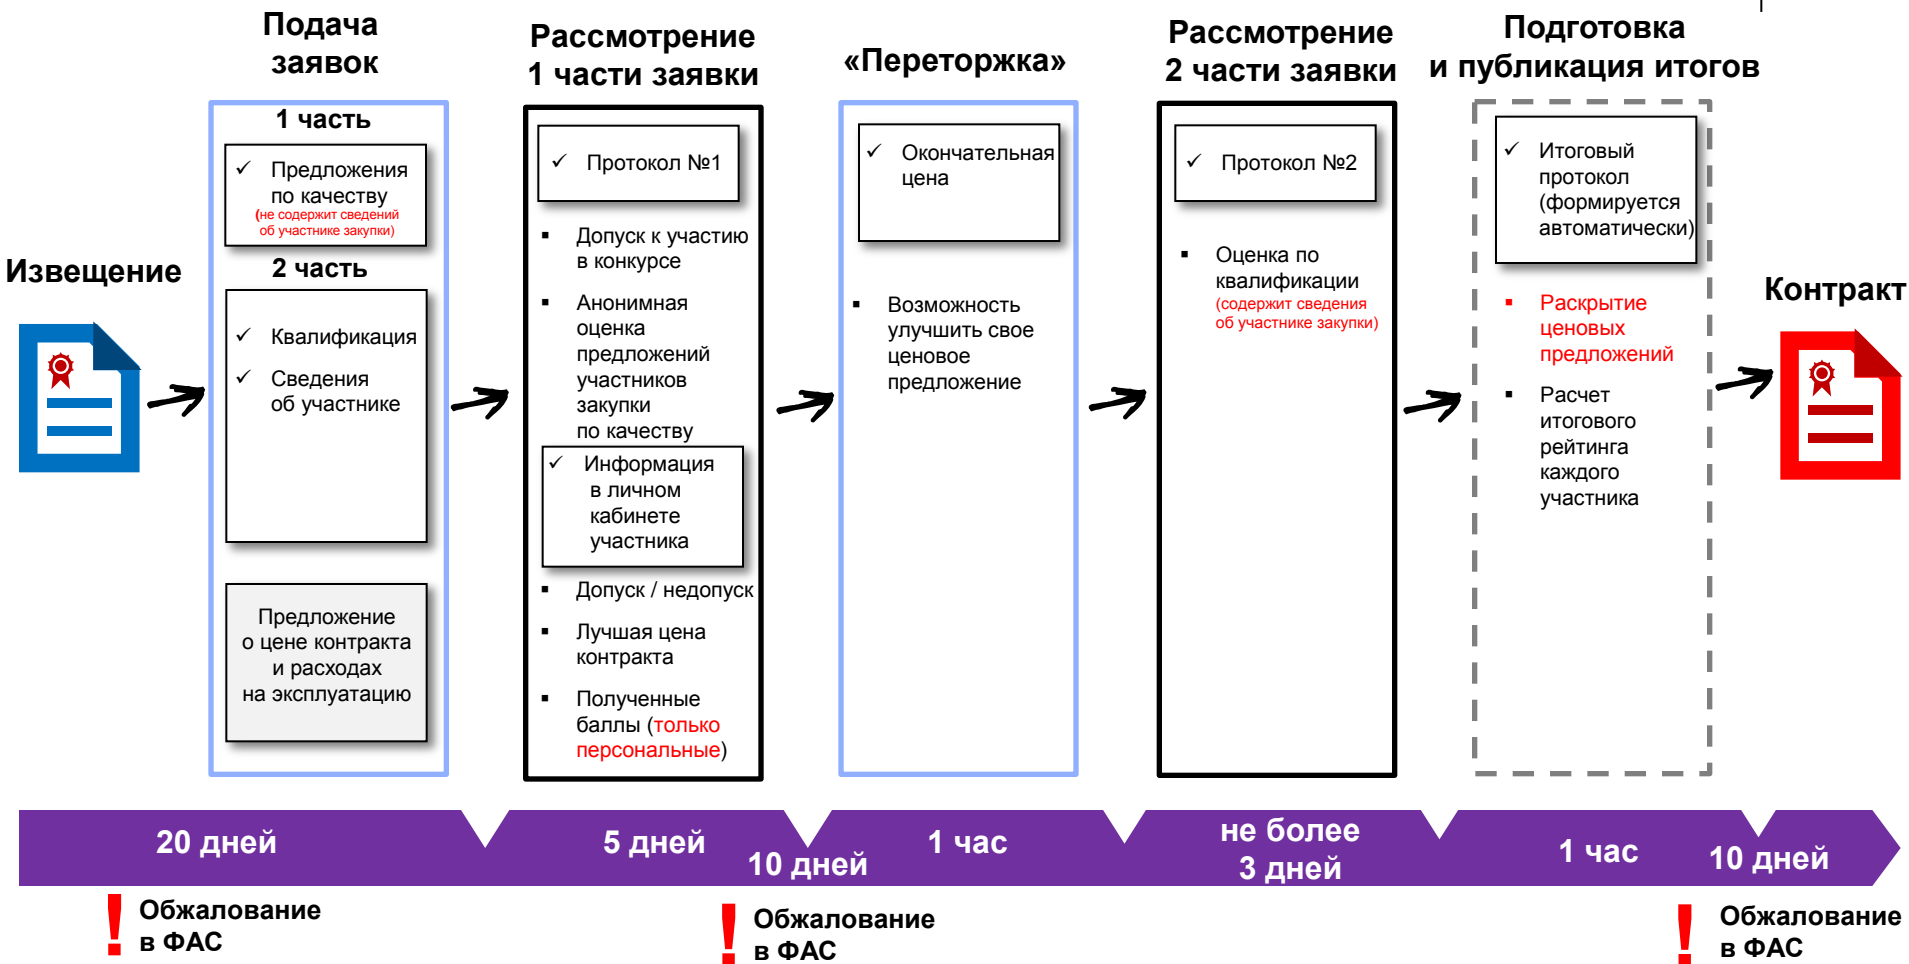 Извещение
Подача
заявок
1 часть
✓ Предложения
по качеству
(не содержит сведений
об участнике закупки)
2 часть
✓ Квалификация
✓ Сведения
об участнике
Предложение
о цене контракта
и расходах
на эксплуатацию
Рассмотрение
1 части заявки
✓ Протокол №1
▪ Допуск к участию
в конкурсе
▪ Анонимная
оценка
предложений
участников
закупки
по качеству
✓ Информация
в личном
кабинете
участника
▪ Допуск / недопуск
▪ Лучшая цена
контракта
▪ Полученные
баллы (только
персональные)
«Переторжка»
✓ Окончательная
цена
▪ Возможность
улучшить свое
ценовое
предложение
Рассмотрение
2 части заявки
✓ Протокол №2
▪ Оценка по
квалификации
(содержит сведения
об участнике закупки)
Подготовка
и публикация итогов
✓ Итоговый
протокол
(формируется
автоматически)
▪ Раскрытие
ценовых
предложений
▪ Расчет
итогового
рейтинга
каждого
участника
Контракт
20 дней
5 дней
10 дней
1 час
не более
3 дней
1 час
10 дней
! Обжалование
в ФАС
! Обжалование
в ФАС
! Обжалование
в ФАС